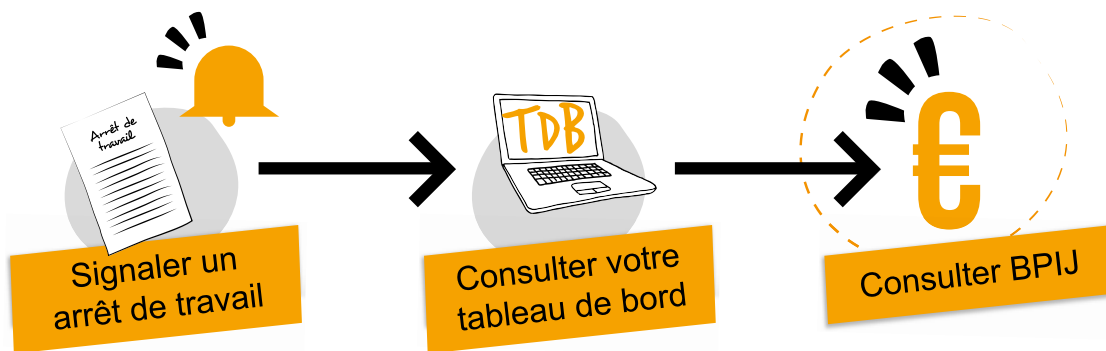 Arrêt de
travail
TDB
€
Signaler un
arrêt de travail
Consulter votre
tableau de bord
Consulter BPIJ